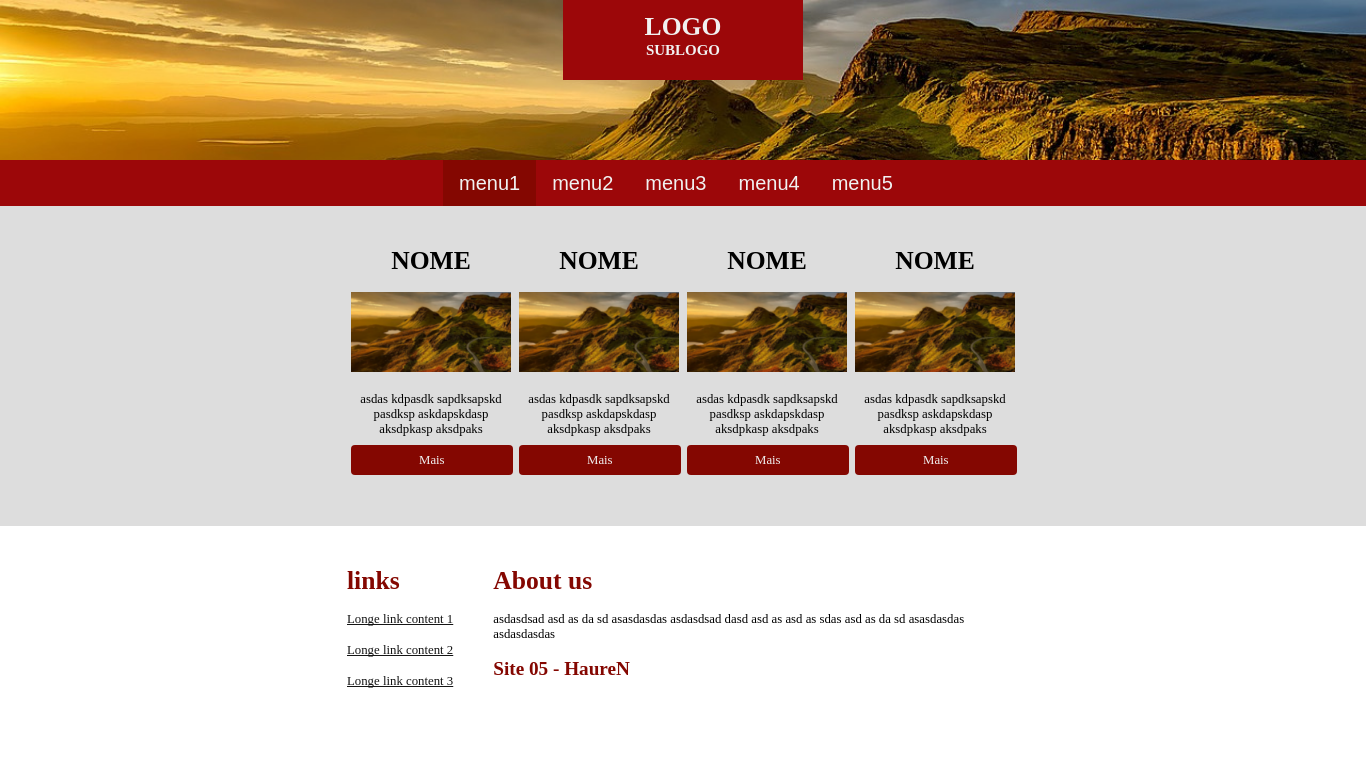 LOGO
SUBLOGO
menu1 menu2 menu3 menu4 menu5
NOME NOME NOME NOME
asdas kdpasdk sapdksapskd
pasdksp askdapskdasp
aksdpkasp aksdpaks
Mais
asdas kdpasdk sapdksapskd
pasdksp askdapskdasp
aksdpkasp aksdpaks
Mais
asdas kdpasdk sapdksapskd
pasdksp askdapskdasp
aksdpkasp aksdpaks
Mais
asdas kdpasdk sapdksapskd
pasdksp askdapskdasp
aksdpkasp aksdpaks
Mais
links
Longe link content 1
Longe link content 2
Longe link content 3
About us
asdasdsad asd as da sd asasdasdas asdasdsad dasd asd as asd as sdas asd as da sd asasdasdas
asdasdasdas
Site 05 - HaureN